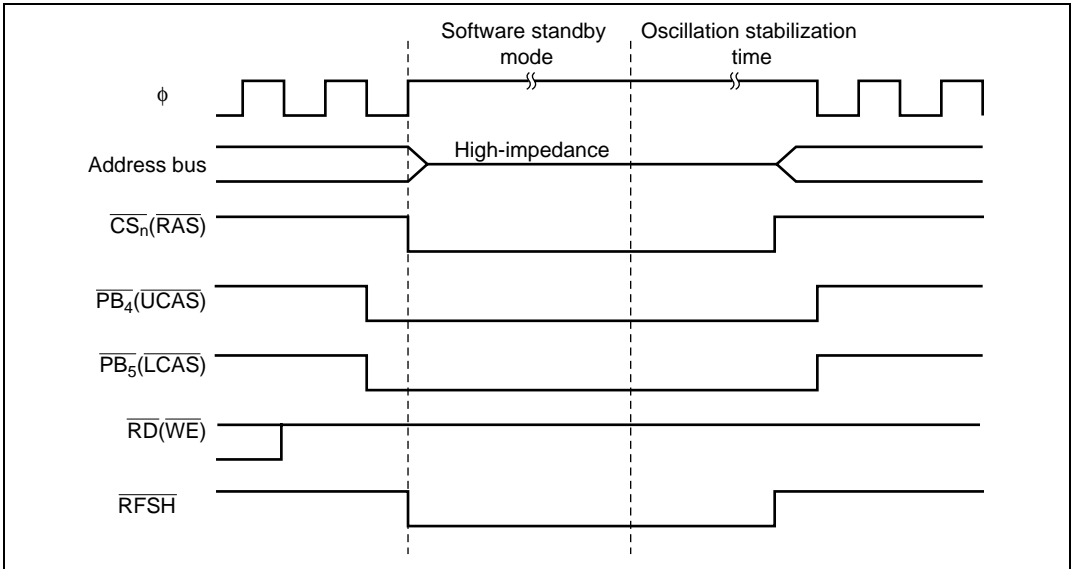 Software standby
mode
Oscillation stabilization
time
ϕ
Address bus
High-impedance
CSn(RAS)
PB4(UCAS)
PB5(LCAS)
RD(WE)
RFSH